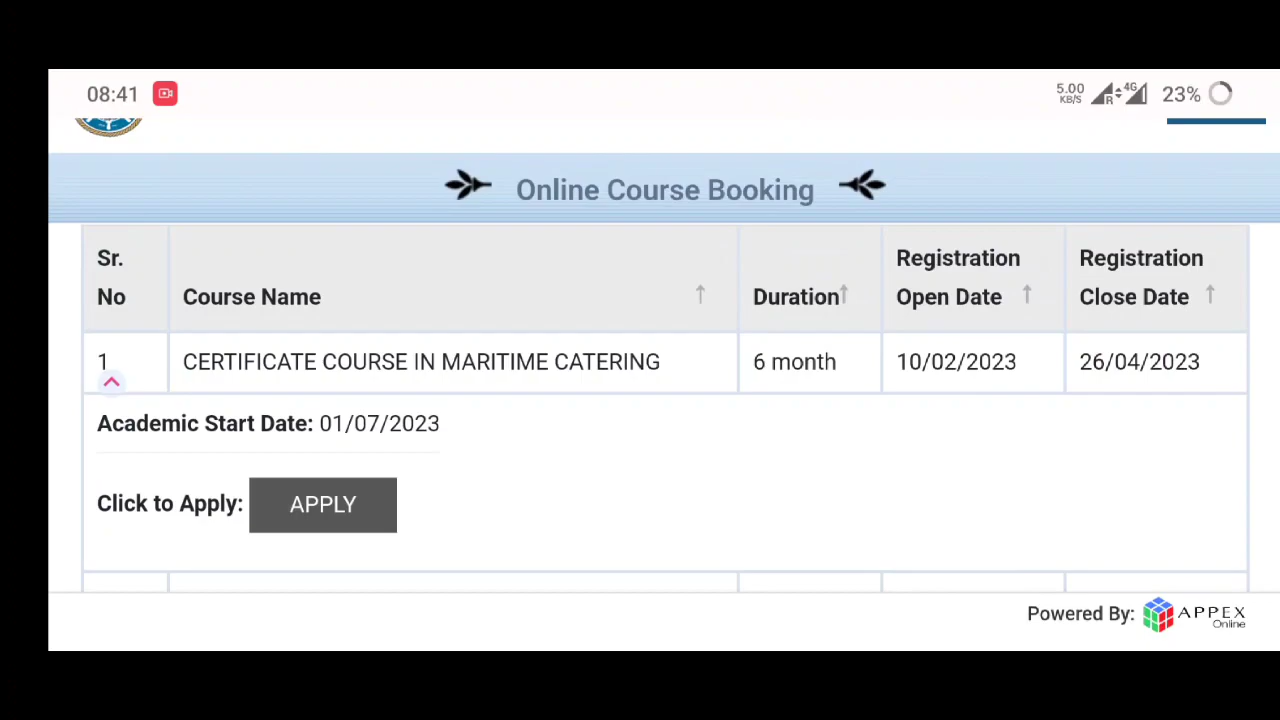 08:41
5.00
KB/S
R
4G
23%
Online Course Booking
Sr.
No
Course Name
Duration
Registration
Open Date
Registration
Close Date
1
CERTIFICATE COURSE IN MARITIME CATERING
6 month
10/02/2023
26/04/2023
Academic Start Date: 01/07/2023
Click to Apply: APPLY
Powered By: APPEX
Online